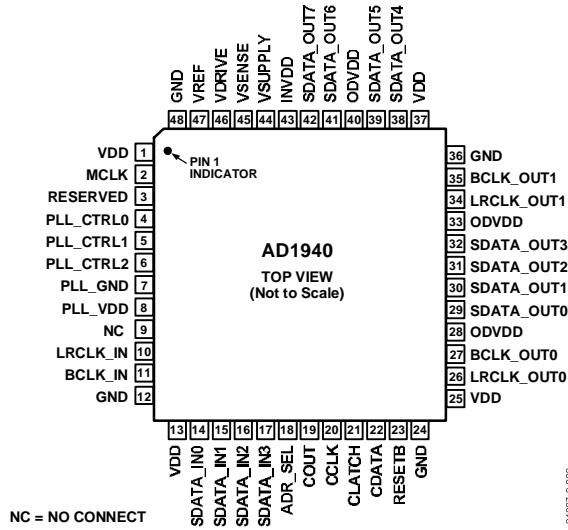 GND
VREF
VDRIVE
VSENSE
VSUPPLY
INVDD
SDATA_OUT7
SDATA_OUT6
ODVDD
SDATA_OUT5
SDATA_OUT4
VDD
48 47 46 45 44 43 42 41 40 39 38 37
VDD 1
MCLK 2
RESERVED 3
PLL_CTRL0 4
PLL_CTRL1 5
PLL_CTRL2 6
PLL_GND 7
PLL_VDD 8
NC 9
LRCLK_IN 10
BCLK_IN 11
GND 12
PIN 1
INDICATOR
AD1940
TOP VIEW
(Not to Scale)
36 GND
35 BCLK_OUT1
34 LRCLK_OUT1
33 ODVDD
32 SDATA_OUT3
31 SDATA_OUT2
30 SDATA_OUT1
29 SDATA_OUT0
28 ODVDD
27 BCLK_OUT0
26 LRCLK_OUT0
25 VDD
13 14 15 16 17 18 19 20 21 22 23 24
VDD
SDATA_IN0
SDATA_IN1
SDATA_IN2
SDATA_IN3
ADR_SEL
COUT
CCLK
CLATCH
CDATA
RESETB
GND
NC = NO CONNECT